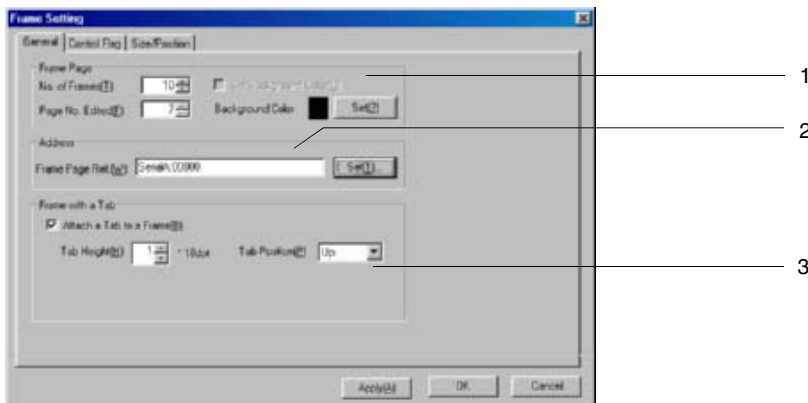 Frame Setting
General Control Flag Size/Position
Frame Page
No. of Frames(T) 10
Page No. Edited(F) 7 Background Color Set(2)
1
Address
2
Frame Page Ref.(W) Set(1)...
Frame with a Tab
Attach a Tab to a Frame(B)
Tab Height(H) 1 Tab Position(P) Up
3
Apply(A) OK Cancel